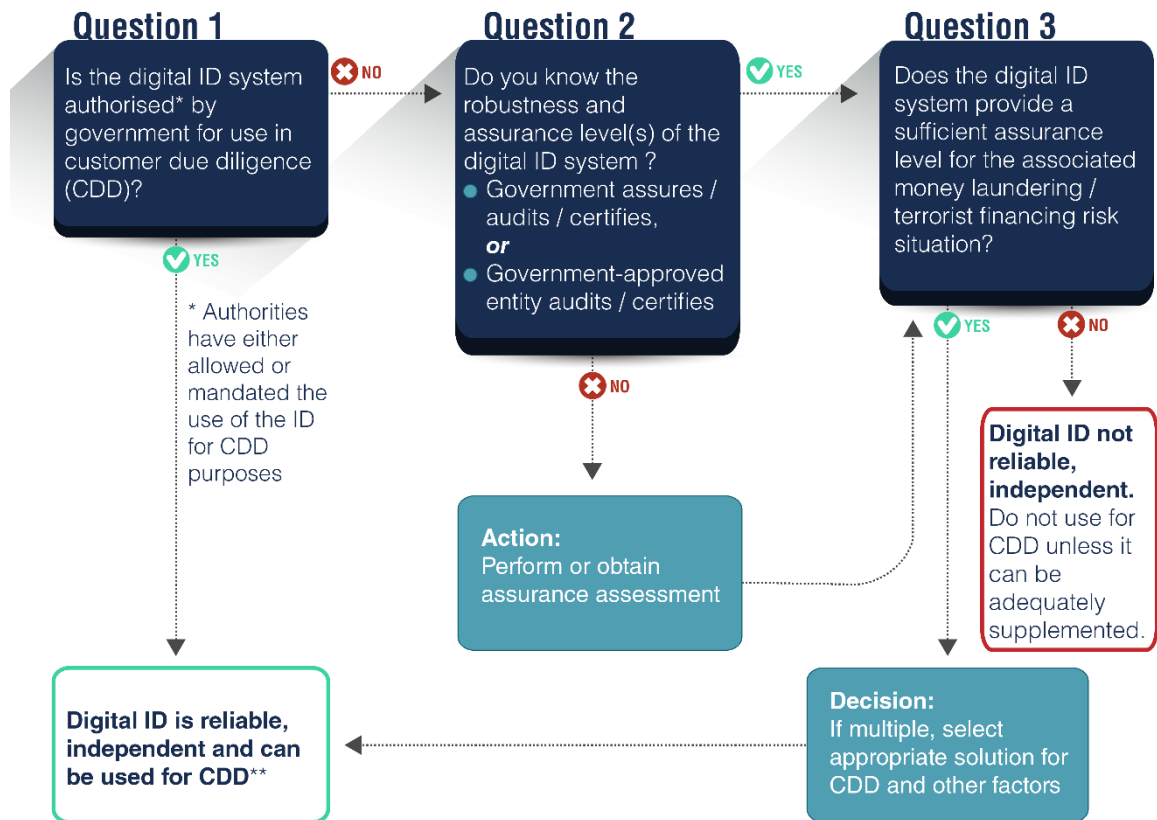 Question 1
Is the digital ID system
authorised* by
government for use in
customer due diligence
(CDD)?
NO
YES
* Authorities
have either
allowed or
mandated the
use of the ID
for CDD
purposes
Digital ID is reliable,
independent and can
be used for CDD**
Question 2
Do you know the
robustness and
assurance level(s) of the
digital ID system ?
Government assures /
audits / certifies,
or
Government-approved
entity audits / certifies
YES
NO
Action:
Perform or obtain
assurance assessment
Question 3
Does the digital ID
system provide a
sufficient assurance
level for the associated
money laundering /
terrorist financing risk
situation?
YES
NO
Digital ID not
reliable,
independent.
Do not use for
CDD unless it
can be
adequately
supplemented.
Decision:
If multiple, select
appropriate solution for
CDD and other factors